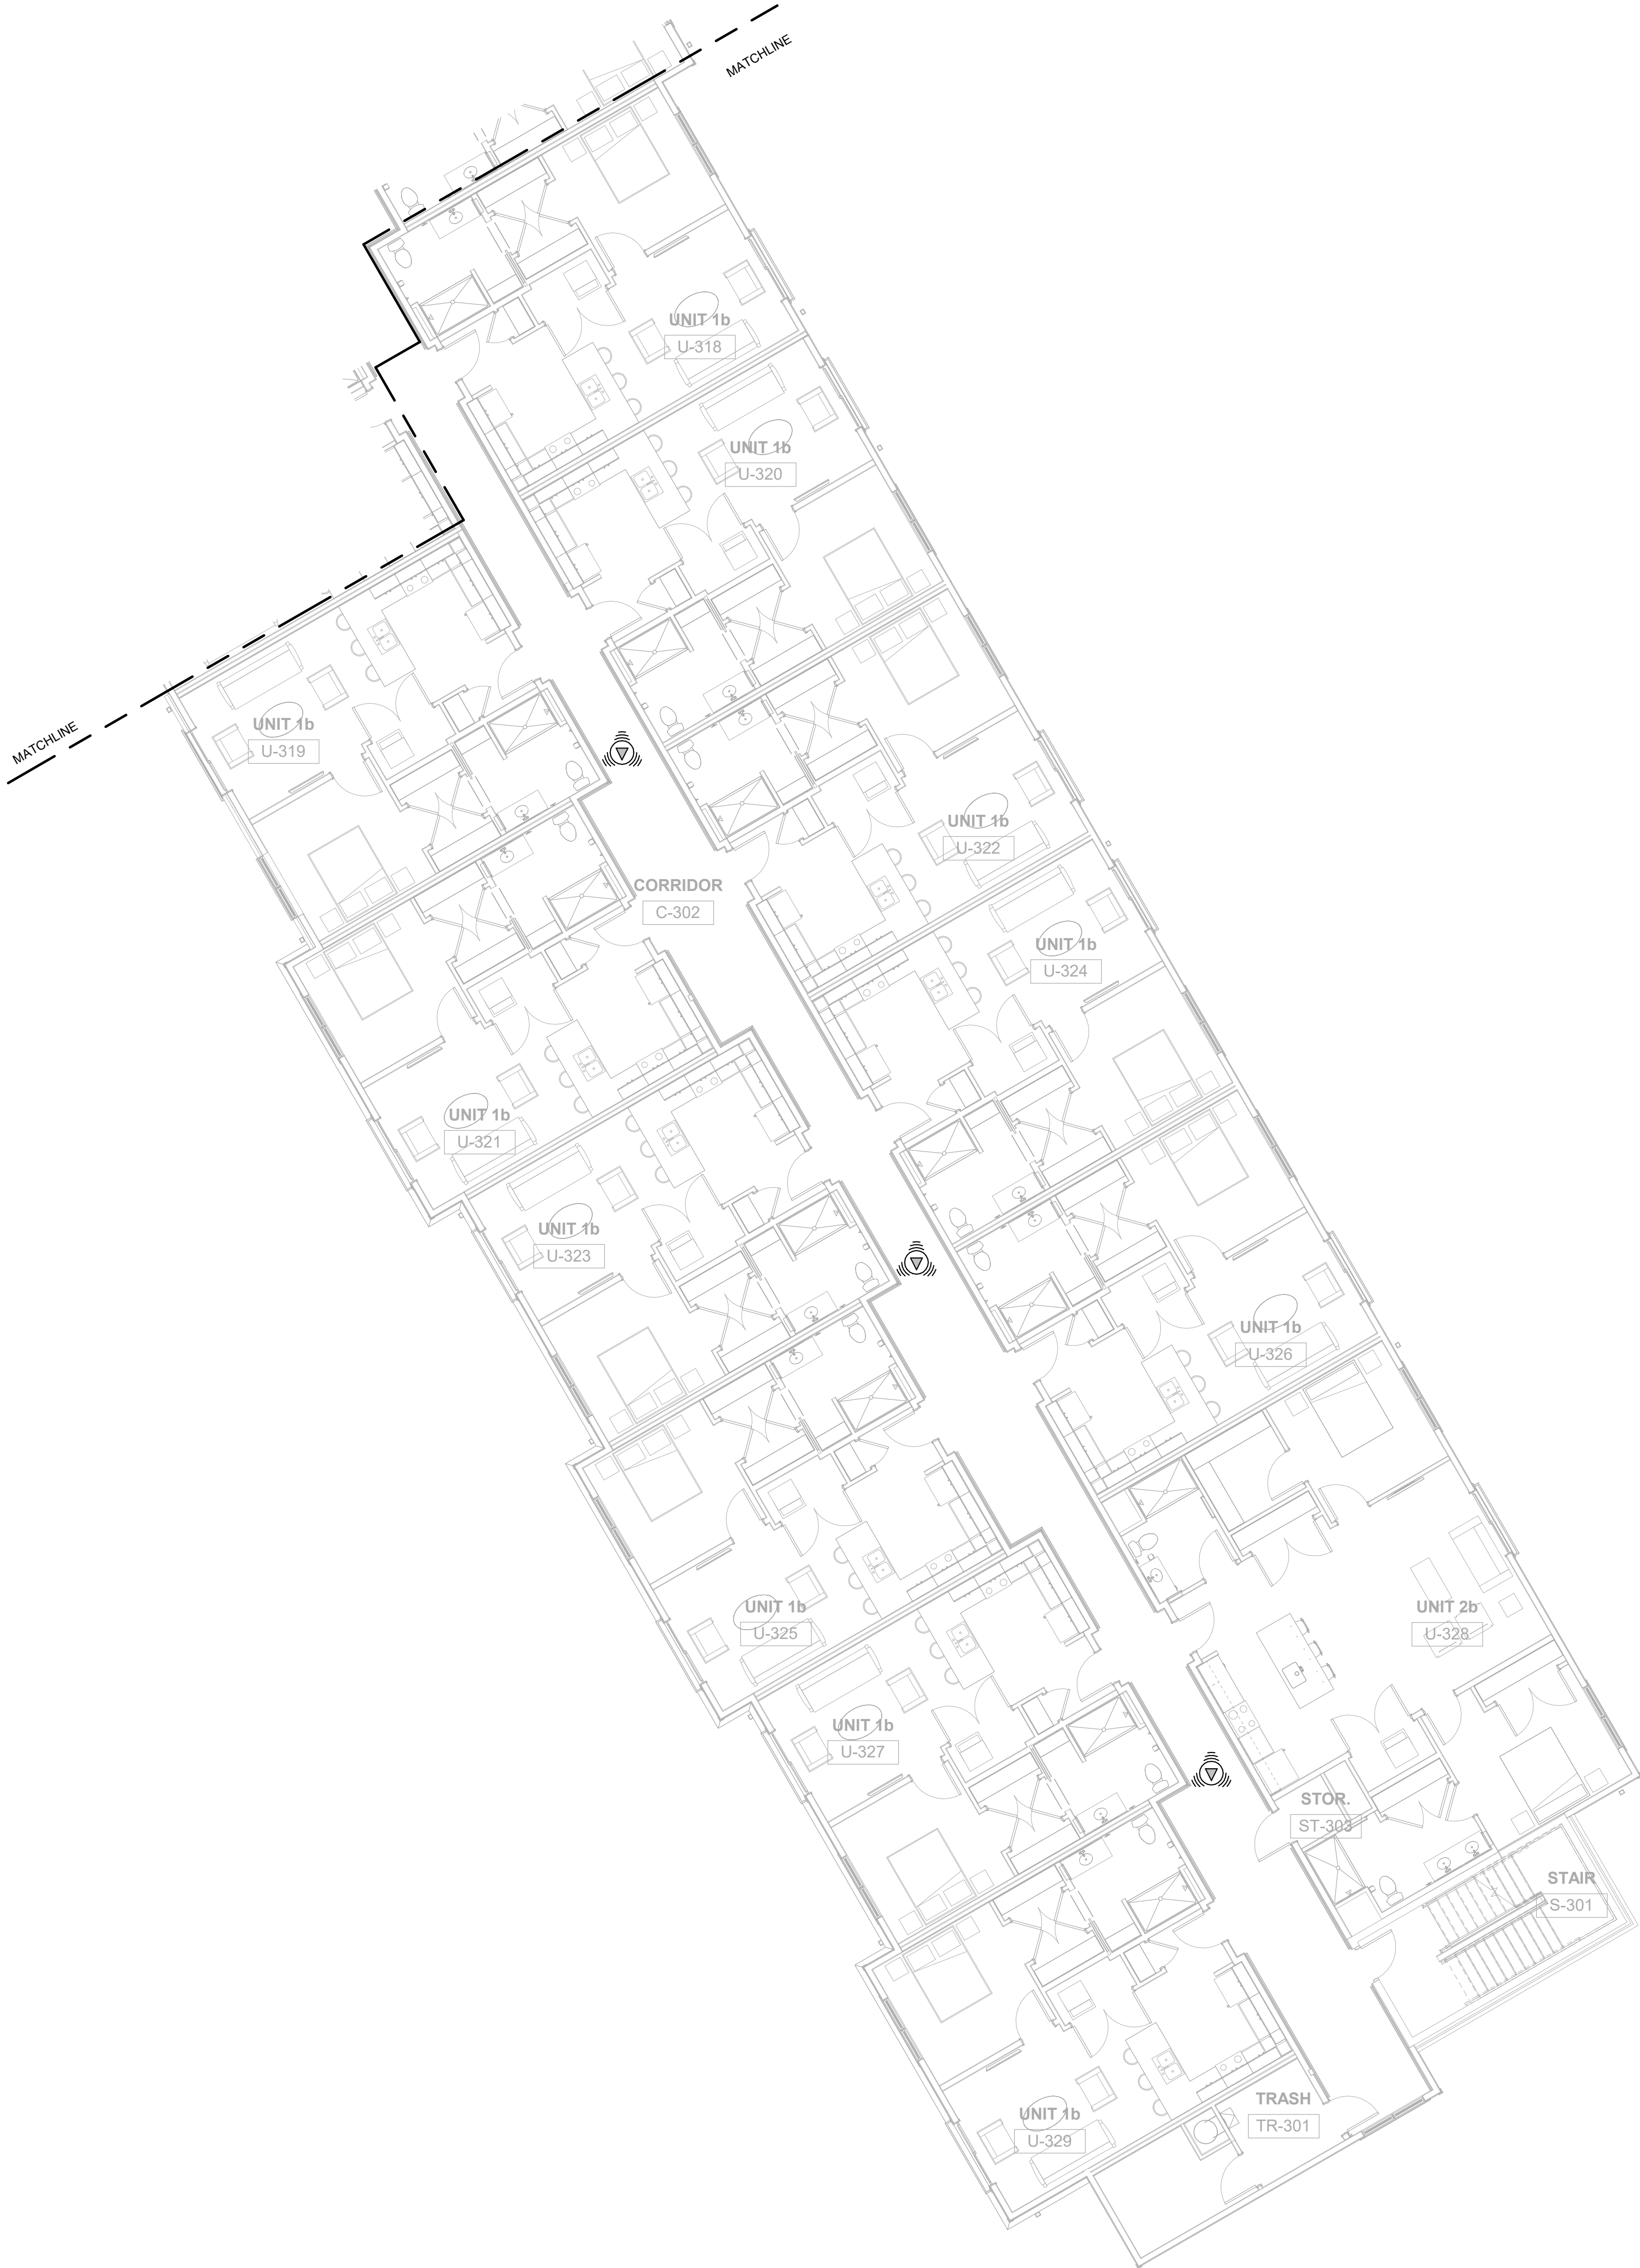 MATCHLINE
UNIT 1b
U-318
UNIT 1b
U-320
MATCHLINE
UNIT 1b
U-319
UNIT 1b
U-322
CORRIDOR
C-302
UNIT 1b
U-324
UNIT 1b
U-321
UNIT 1b
U-323
UNIT 1b
U-326
UNIT 1b
U-325
UNIT 2b
U-328
UNIT 1b
U-327
STOR.
ST-303
STAIR
S-301
UNIT 1b
U-329
TRASH
TR-301